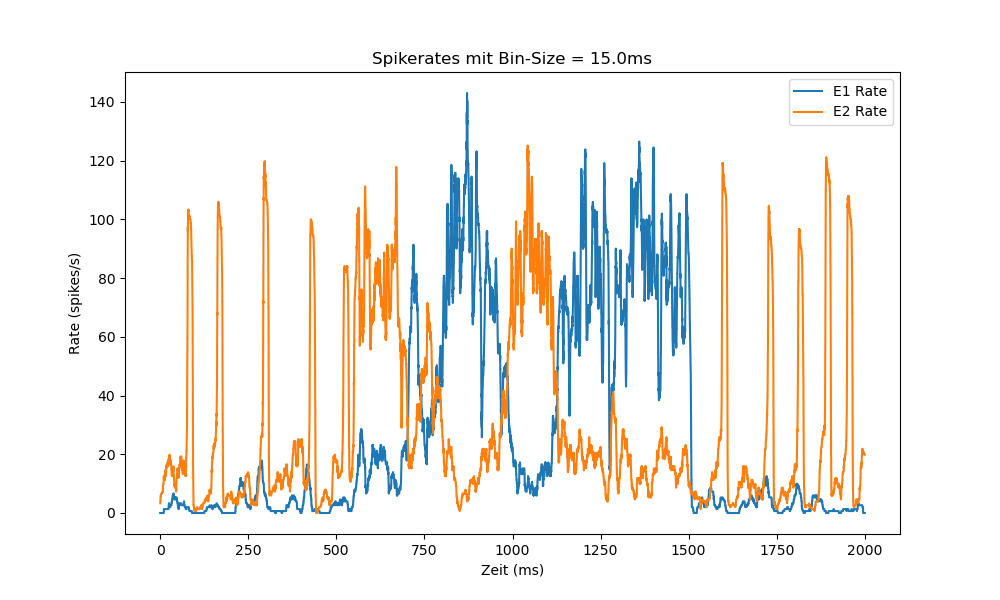 Spikerates mit Bin-Size = 15.0ms
E1 Rate
E2 Rate
140
120
100
80
60
40
20
0
Rate (spikes/s)
0 250 500 750 1000 1250 1500 1750 2000
Zeit (ms)